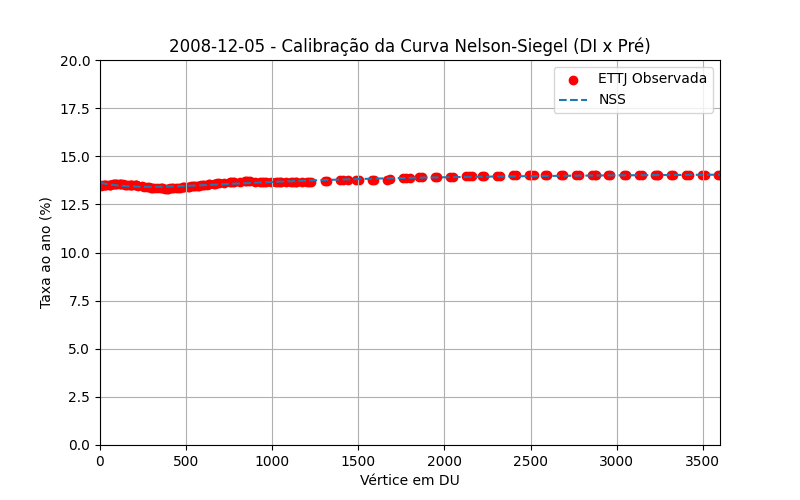 2008-12-05 - Calibração da Curva Nelson-Siegel (DI x Pré)
ETTJ Observada
NSS
20.0
17.5
15.0
12.5
10.0
7.5
5.0
2.5
0.0
Taxa ao ano (%)
0 500 1000 1500 2000 2500 3000 3500
Vértice em DU